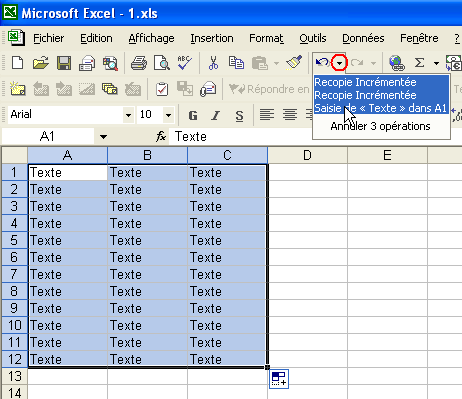 Microsoft Excel - 1.xls
Fichier Edition Affichage Insertion Format Outils Données Fenêtre ?
Répondre en
Recopie Incrémentée
Recopie Incrémentée
Saisie de « Texte » dans A1
Annuler 3 opérations
Arial 10 G I S
A1 fx Texte
A B C D E
1 Texte Texte Texte
2 Texte Texte Texte
3 Texte Texte Texte
4 Texte Texte Texte
5 Texte Texte Texte
6 Texte Texte Texte
7 Texte Texte Texte
8 Texte Texte Texte
9 Texte Texte Texte
10 Texte Texte Texte
11 Texte Texte Texte
12 Texte Texte Texte
13
14